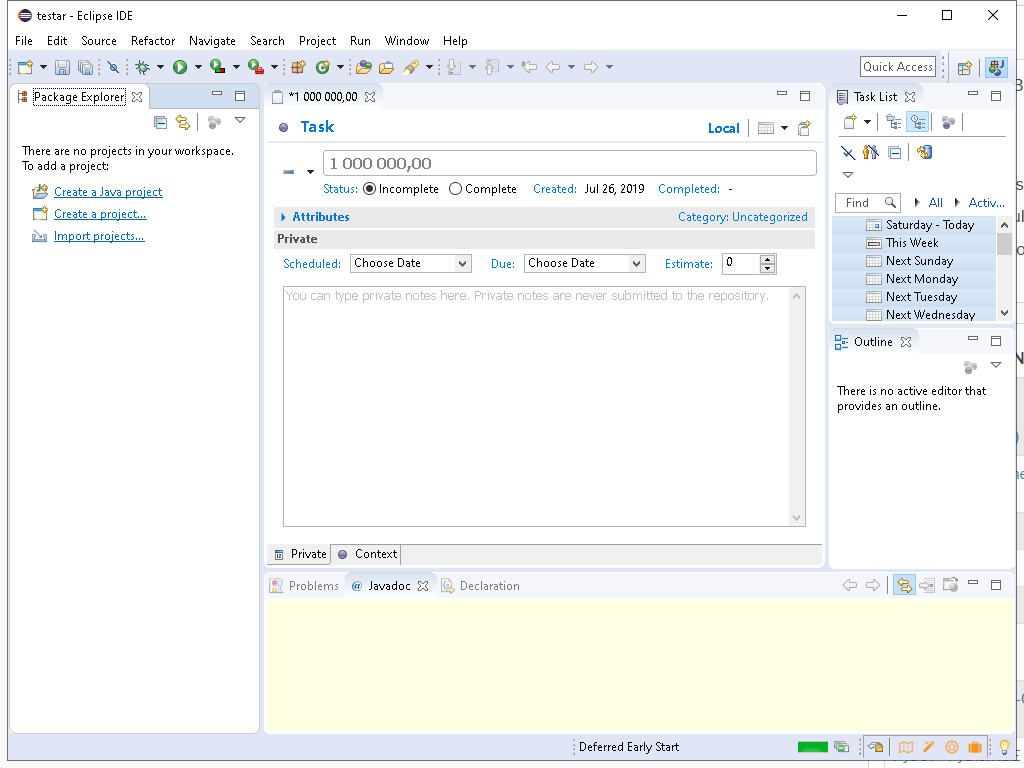 testar - Eclipse IDE
File Edit Source Refactor Navigate Search Project Run Window Help
Quick Access
Package Explorer
There are no projects in your workspace.
To add a project:
Create a Java project
Create a project...
Import projects...
*1 000 000,00
Task
Local
1 000 000,00
Status: Incomplete Complete Created: Jul 26, 2019 Completed: -
Attributes Category: Uncategorized
Private
Scheduled: Choose Date Due: Choose Date Estimate: 0
You can type private notes here. Private notes are never submitted to the repository.
Private Context
Task List
Find All Activ...
Saturday - Today
This Week
Next Sunday
Next Monday
Next Tuesday
Next Wednesday
Outline
There is no active editor that
provides an outline.
Problems @ Javadoc Declaration
Deferred Early Start